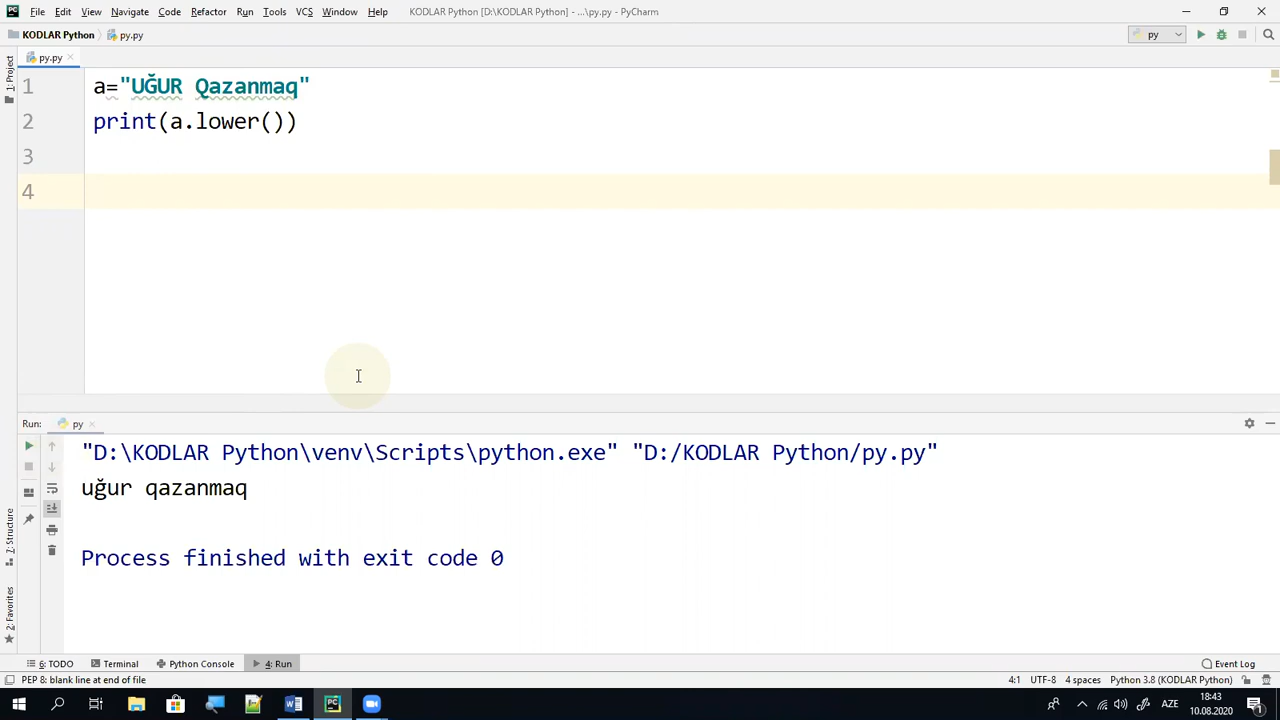 File Edit View Navigate Code Refactor Run Tools VCS Window Help KODLAR Python [D:\KODLAR Python] - ...\py.py - PyCharm
KODLAR Python py.py py
py.py
1: Project
1 a="UĞUR Qazanmaq"
2 print(a.lower())
3
4
Run: py
"D:\KODLAR Python\venv\Scripts\python.exe" "D:/KODLAR Python/py.py"
uğur qazanmaq
Process finished with exit code 0
7: Structure
2: Favorites
6: TODO Terminal Python Console 4: Run Event Log
PEP 8: blank line at end of file 4:1 UTF-8 4 spaces Python 3.8 (KODLAR Python)
AZE 18:43
10.08.2020